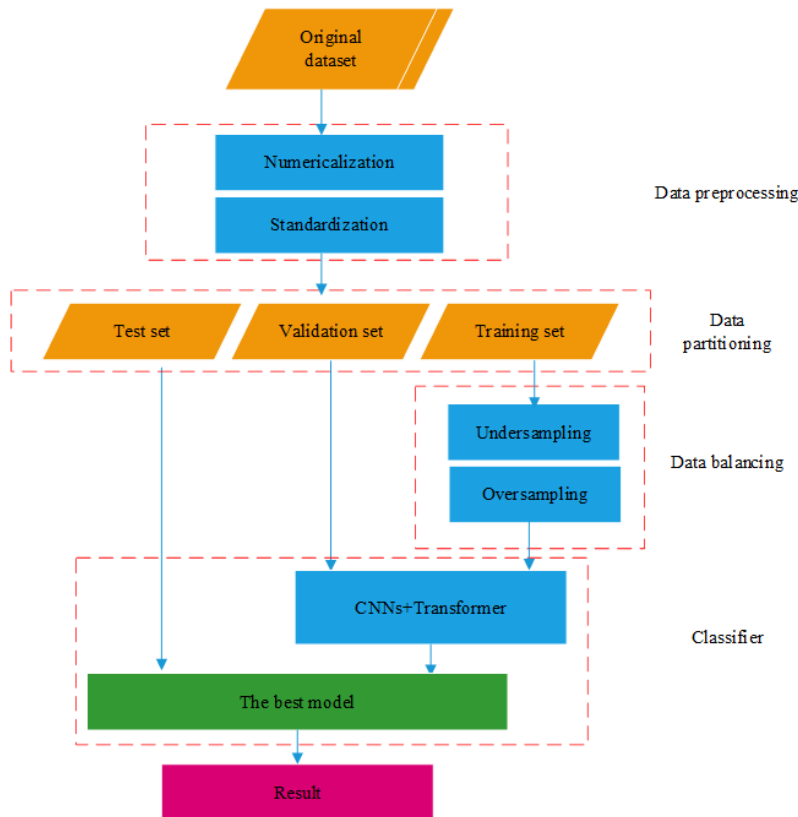 Original
dataset
Numericalization
Standardization
Data preprocessing
Test set
Validation set
Training set
Data
partitioning
Undersampling
Oversampling
Data balancing
CNNs+Transformer
Classifier
The best model
Result